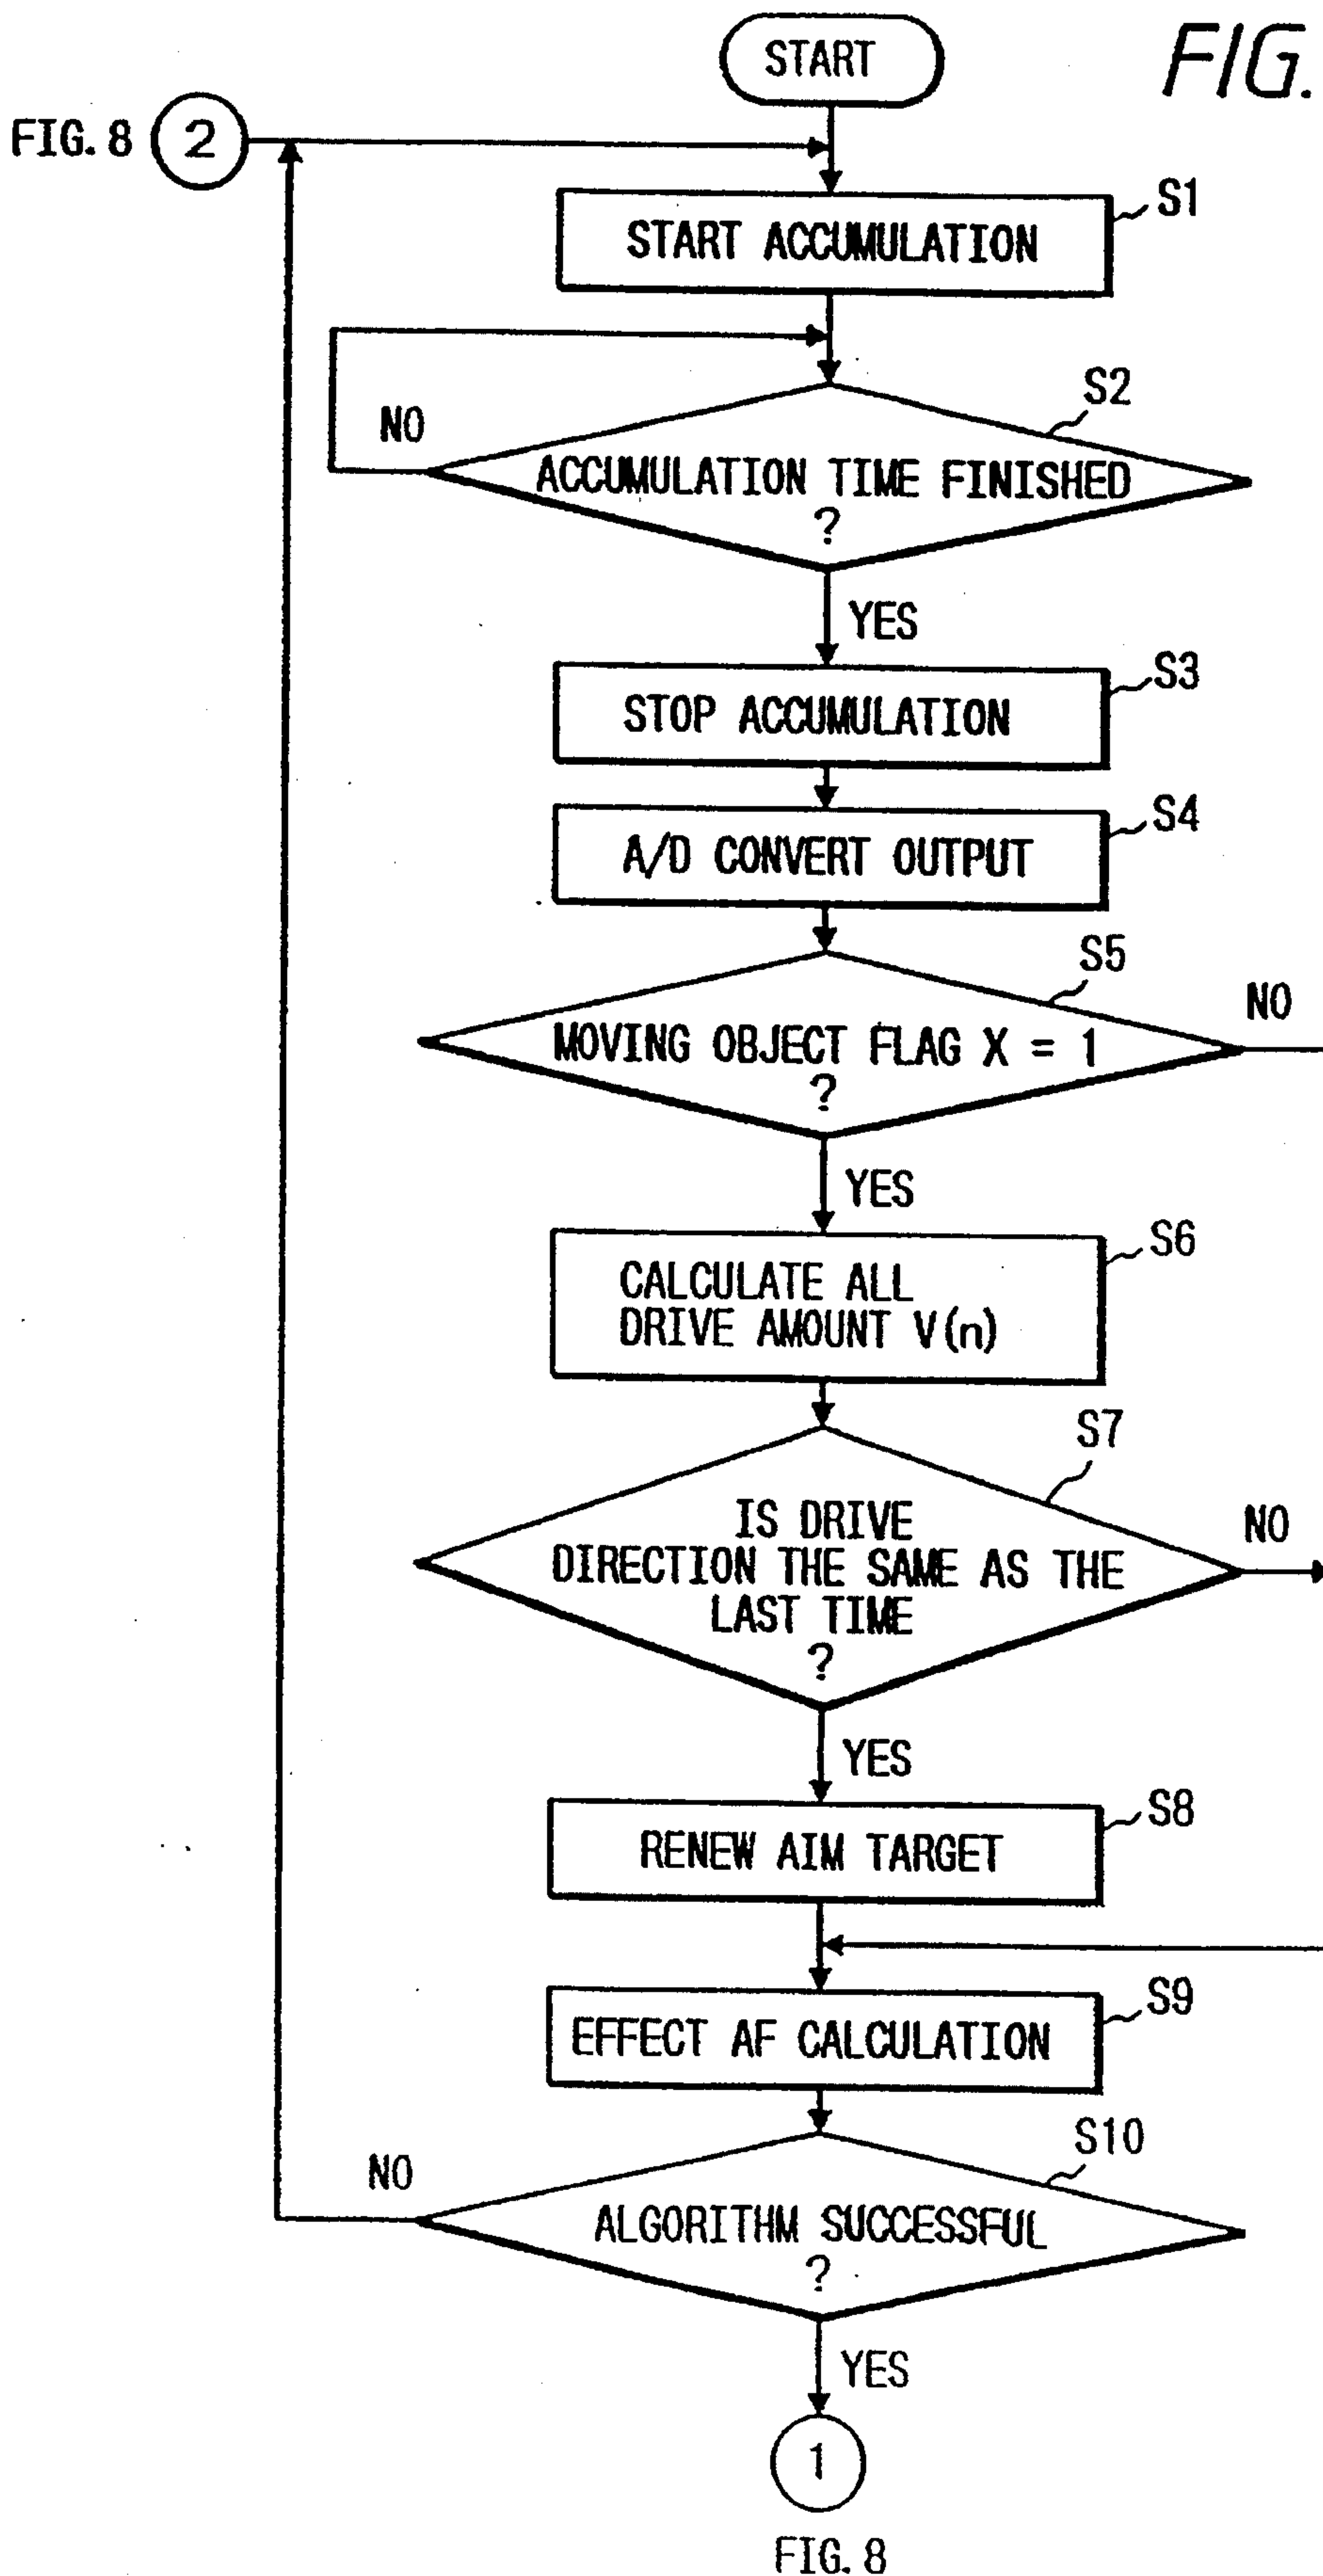 START
FIG.
FIG. 8
2
S1
START ACCUMULATION
S2
NO
ACCUMULATION TIME FINISHED
?
YES
S3
STOP ACCUMULATION
S4
A/D CONVERT OUTPUT
S5
NO
MOVING OBJECT FLAG X = 1
?
YES
S6
CALCULATE ALL
DRIVE AMOUNT V(n)
S7
NO
IS DRIVE
DIRECTION THE SAME AS THE
LAST TIME
?
YES
S8
RENEW AIM TARGET
S9
EFFECT AF CALCULATION
S10
NO
ALGORITHM SUCCESSFUL
?
YES
1
FIG. 8